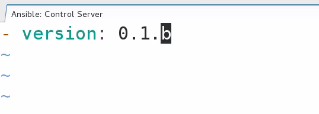 Ansible: Control Server
- version: 0.1.b
~
~
~